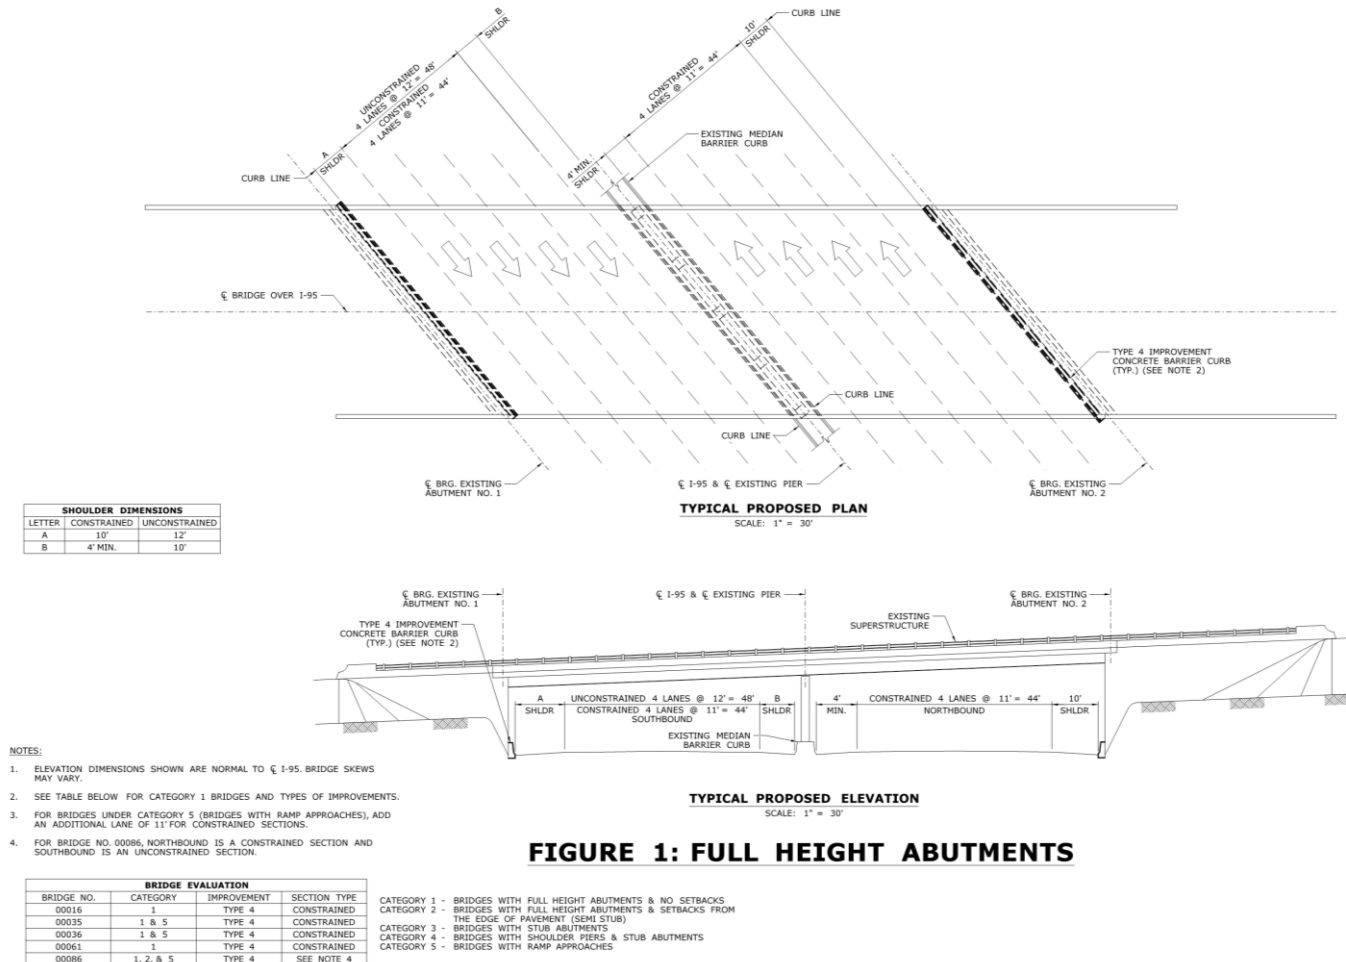 B
SHLDR
UNCONSTRAINED
4 LANES @ 12' = 48'
CONSTRAINED
4 LANES @ 11' = 44'
A
SHLDR
CURB LINE
10'
SHLDR
CURB LINE
CONSTRAINED
4 LANES @ 11' = 44'
4' MIN.
SHLDR
EXISTING MEDIAN
BARRIER CURB
℄ BRIDGE OVER I-95
TYPE 4 IMPROVEMENT
CONCRETE BARRIER CURB
(TYP.) (SEE NOTE 2)
CURB LINE
CURB LINE
℄ BRG. EXISTING
ABUTMENT NO. 1
℄ I-95 & ℄ EXISTING PIER
℄ BRG. EXISTING
ABUTMENT NO. 2
TYPICAL PROPOSED PLAN
SCALE: 1" = 30'
SHOULDER DIMENSIONS
LETTER CONSTRAINED UNCONSTRAINED
A 10' 12'
B 4' MIN. 10'
℄ BRG. EXISTING
ABUTMENT NO. 1
℄ I-95 & ℄ EXISTING PIER
℄ BRG. EXISTING
ABUTMENT NO. 2
TYPE 4 IMPROVEMENT
CONCRETE BARRIER CURB
(TYP.) (SEE NOTE 2)
EXISTING
SUPERSTRUCTURE
A UNCONSTRAINED 4 LANES @ 12' = 48' B 4' CONSTRAINED 4 LANES @ 11' = 44' 10'
SHLDR CONSTRAINED 4 LANES @ 11' = 44' SHLDR MIN. NORTHBOUND SHLDR
SOUTHBOUND
EXISTING MEDIAN
BARRIER CURB
TYPICAL PROPOSED ELEVATION
SCALE: 1" = 30'
NOTES:
1. ELEVATION DIMENSIONS SHOWN ARE NORMAL TO ℄ I-95. BRIDGE SKEWS
MAY VARY.
2. SEE TABLE BELOW FOR CATEGORY 1 BRIDGES AND TYPES OF IMPROVEMENTS.
3. FOR BRIDGES UNDER CATEGORY 5 (BRIDGES WITH RAMP APPROACHES), ADD
AN ADDITIONAL LANE OF 11' FOR CONSTRAINED SECTIONS.
4. FOR BRIDGE NO. 00086, NORTHBOUND IS A CONSTRAINED SECTION AND
SOUTHBOUND IS AN UNCONSTRAINED SECTION.
FIGURE 1: FULL HEIGHT ABUTMENTS
BRIDGE EVALUATION
BRIDGE NO. CATEGORY IMPROVEMENT SECTION TYPE
00016 1 TYPE 4 CONSTRAINED
00035 1 & 5 TYPE 4 CONSTRAINED
00036 1 & 5 TYPE 4 CONSTRAINED
00061 1 TYPE 4 CONSTRAINED
00086 1, 2, & 5 TYPE 4 SEE NOTE 4
CATEGORY 1 - BRIDGES WITH FULL HEIGHT ABUTMENTS & NO SETBACKS
CATEGORY 2 - BRIDGES WITH FULL HEIGHT ABUTMENTS & SETBACKS FROM
THE EDGE OF PAVEMENT (SEMI STUB)
CATEGORY 3 - BRIDGES WITH STUB ABUTMENTS
CATEGORY 4 - BRIDGES WITH SHOULDER PIERS & STUB ABUTMENTS
CATEGORY 5 - BRIDGES WITH RAMP APPROACHES